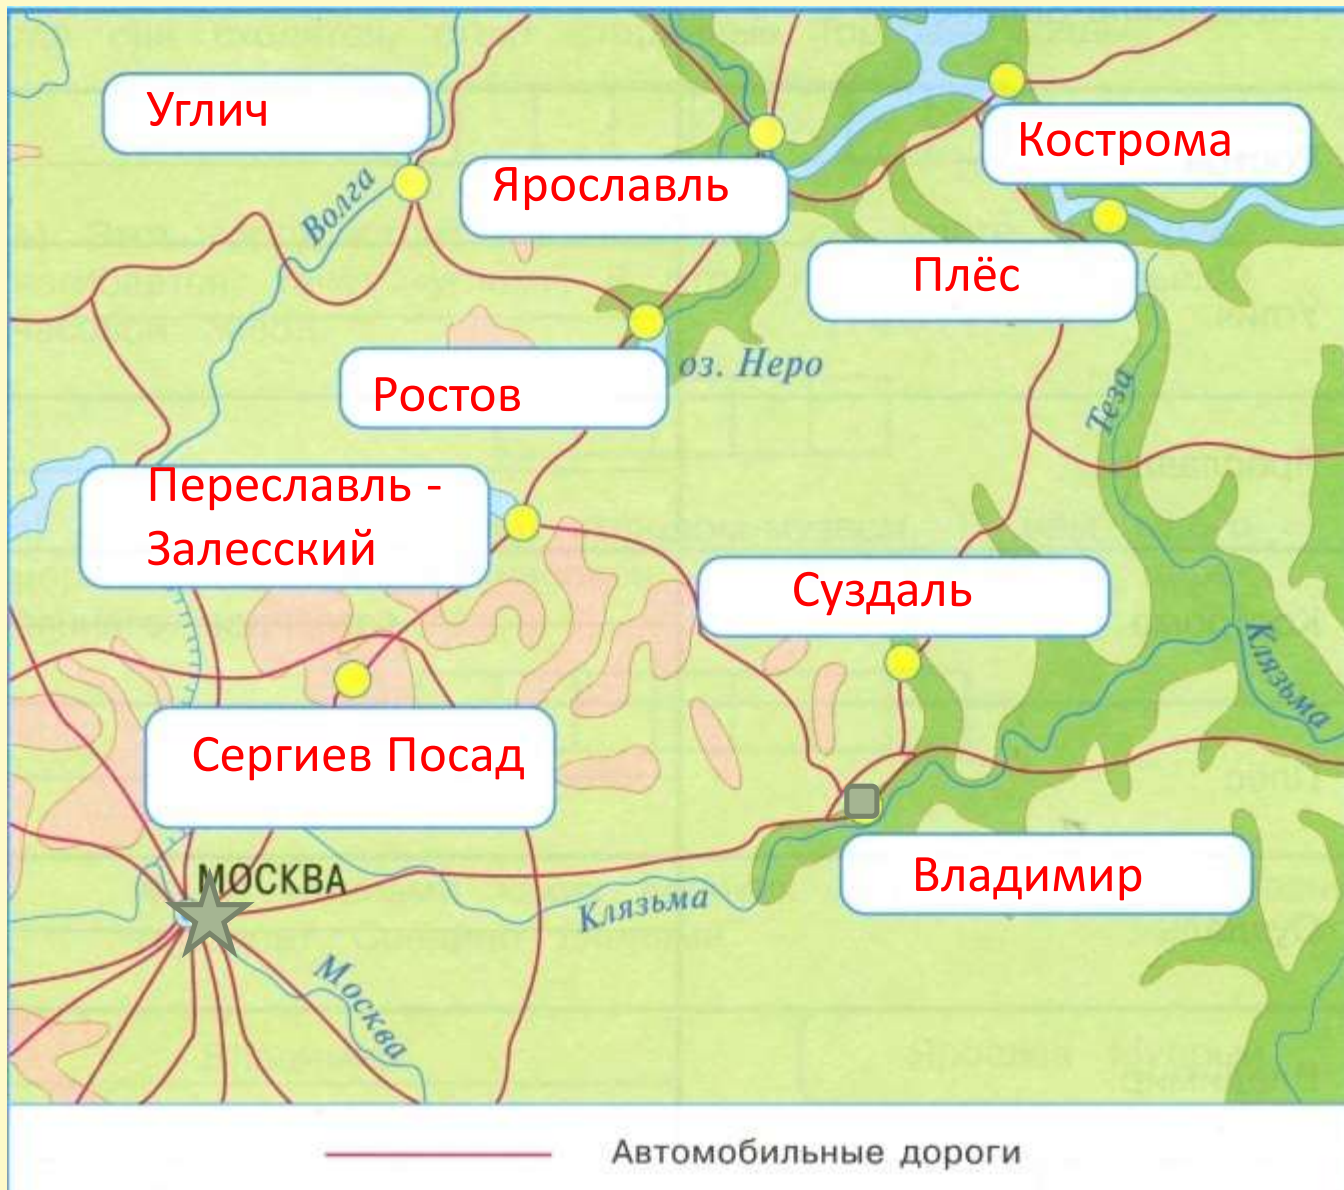 Углич
Кострома
Ярославль
Волга
Плёс
оз. Неро
Ростов
Теза
Переславль -
Залесский
Суздаль
Клязьма
Сергиев Посад
МОСКВА
Владимир
Клязьма
Москва
Автомобильные дороги